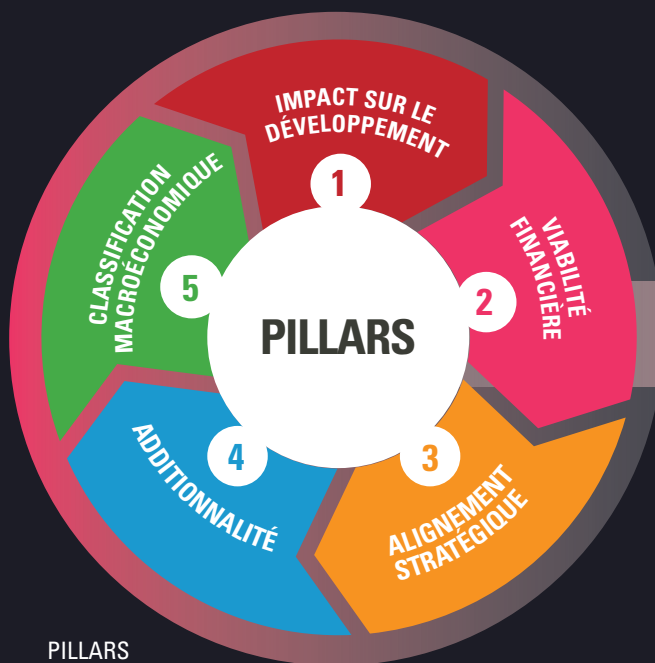 IMPACT SUR LE
DÉVELOPPEMENT
1
VIABILITÉ
FINANCIÈRE
2
ALIGNEMENT
STRATÉGIQUE
3
ADDITIONNALITÉ
4
CLASSIFICATION
MACROÉCONOMIQUE
5
PILLARS
PILLARS